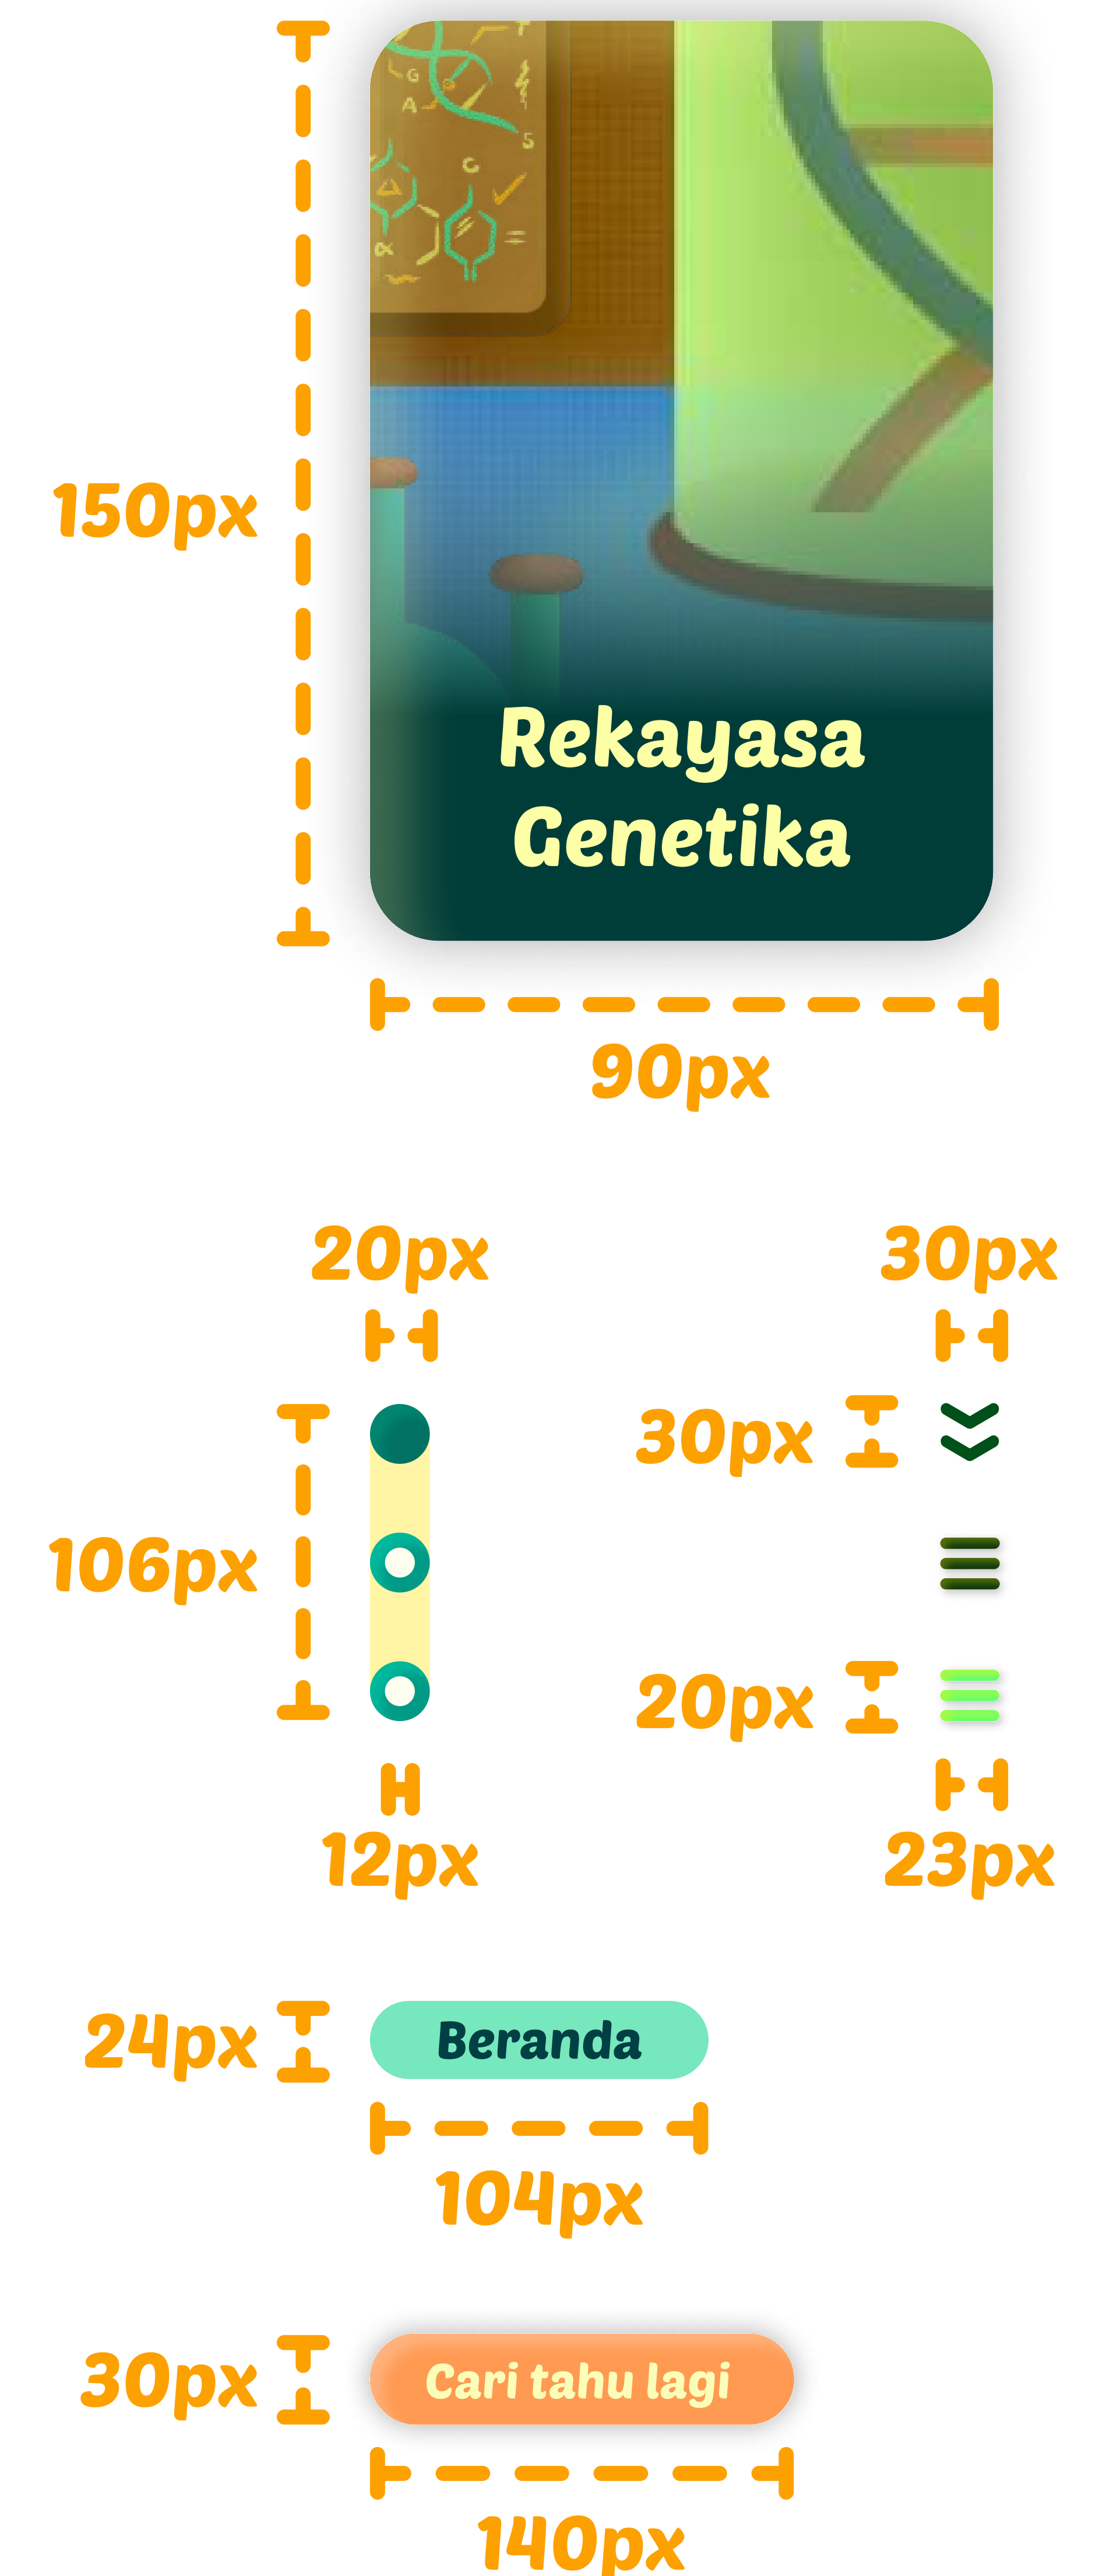 G
A
S
C
α
=
150px
Rekayasa
Genetika
90px
20px
30px
30px
106px
20px
12px
23px
24px
Beranda
104px
30px
Cari tahu lagi
140px